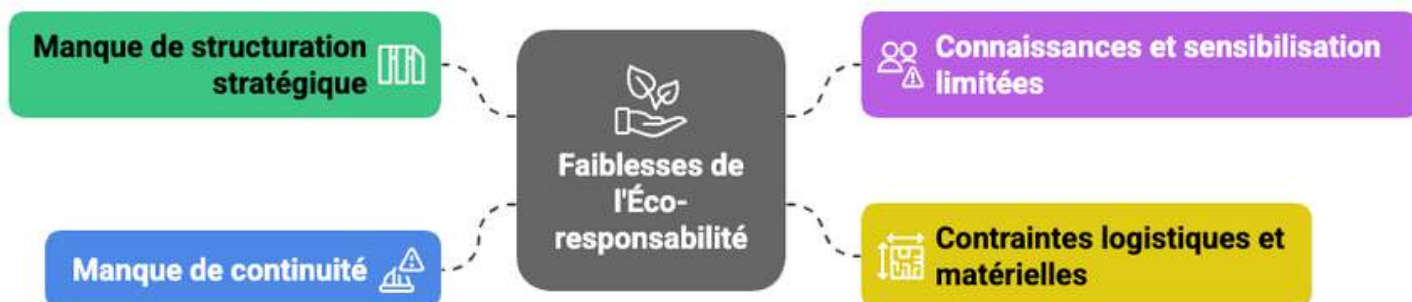 Manque de structuration
stratégique
Connaissances et sensibilisation
limitées
Faiblesses de
l'Éco-
responsabilité
Manque de continuité
Contraintes logistiques et
matérielles